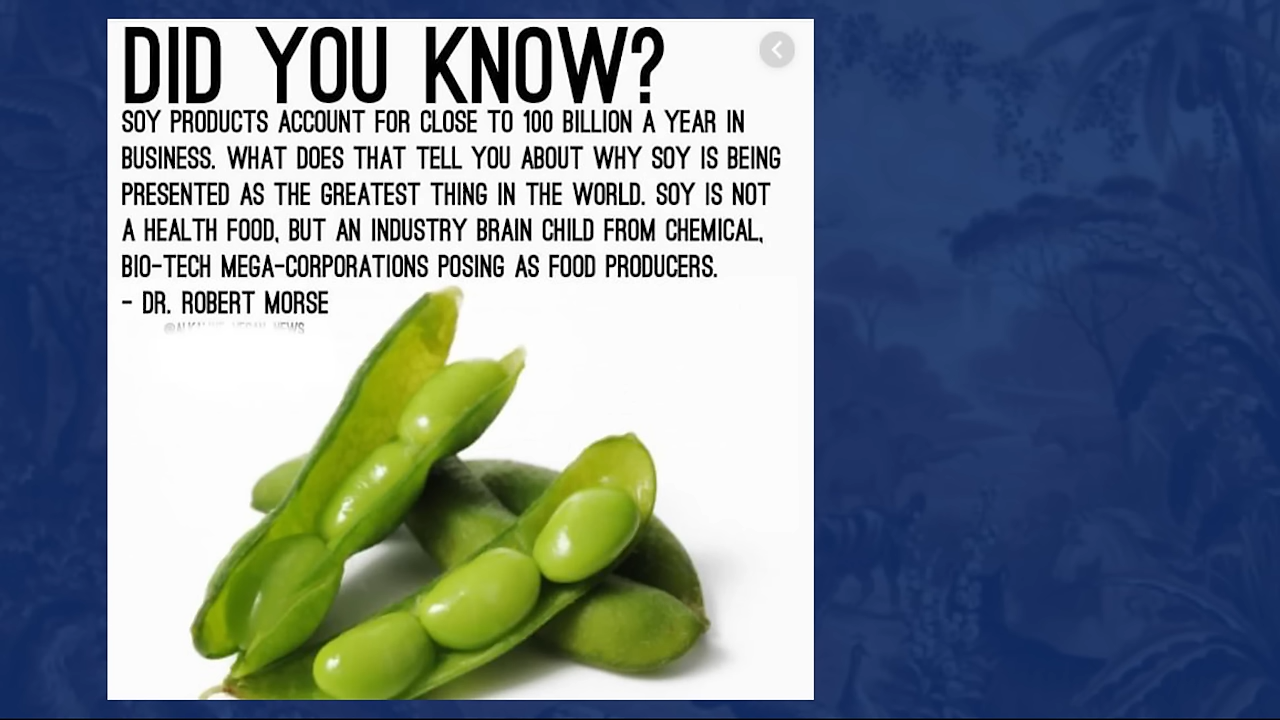 DID YOU KNOW?
SOY PRODUCTS ACCOUNT FOR CLOSE TO 100 BILLION A YEAR IN
BUSINESS. WHAT DOES THAT TELL YOU ABOUT WHY SOY IS BEING
PRESENTED AS THE GREATEST THING IN THE WORLD. SOY IS NOT
A HEALTH FOOD, BUT AN INDUSTRY BRAIN CHILD FROM CHEMICAL,
BIO-TECH MEGA-CORPORATIONS POSING AS FOOD PRODUCERS.
- DR. ROBERT MORSE